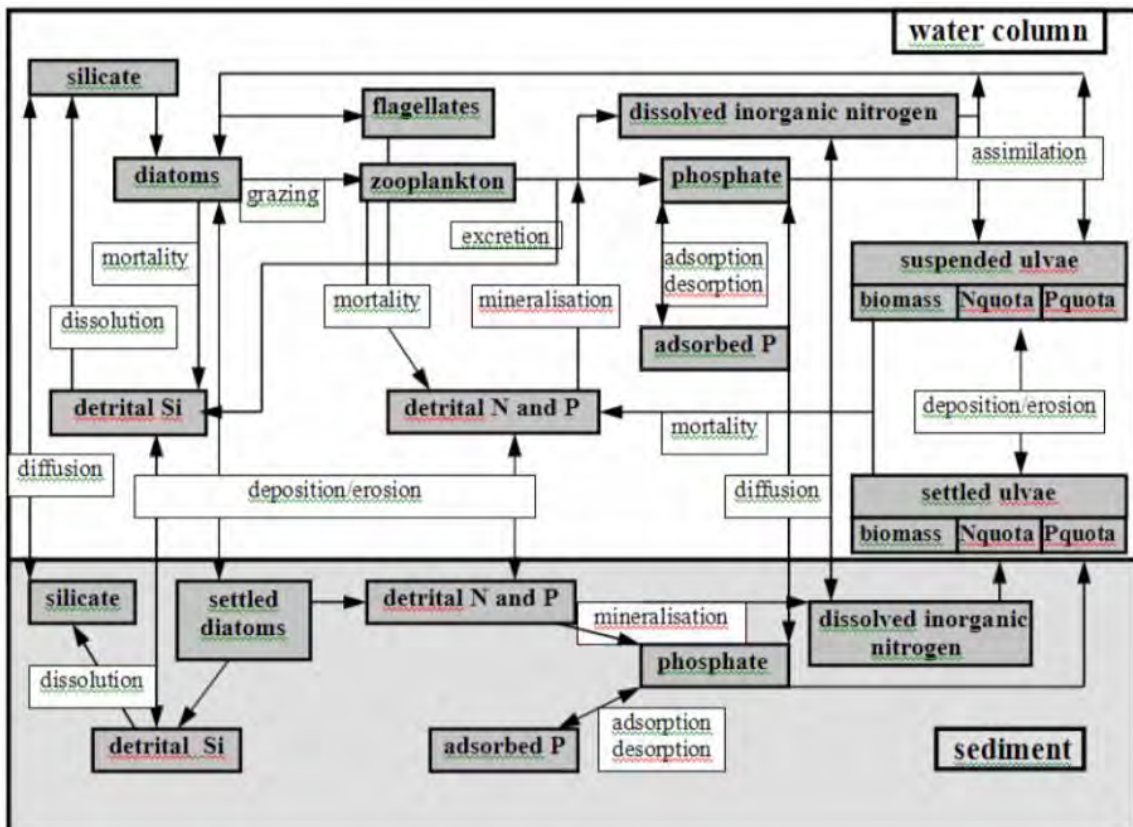 water column
silicate
flagellates
dissolved inorganic nitrogen
assimilation
diatoms
grazing
zooplankton
phosphate
excretion
mortality
adsorption
desorption
suspended ulvae
biomass Nquota Pquota
mortality
mineralisation
dissolution
adsorbed P
detrital Si
detrital N and P
mortality
deposition/erosion
diffusion
deposition/erosion
diffusion
settled ulvae
biomass Nquota Pquota
silicate
settled
diatoms
detrital N and P
mineralisation
dissolved inorganic
nitrogen
phosphate
dissolution
adsorption
desorption
detrital Si
adsorbed P
sediment